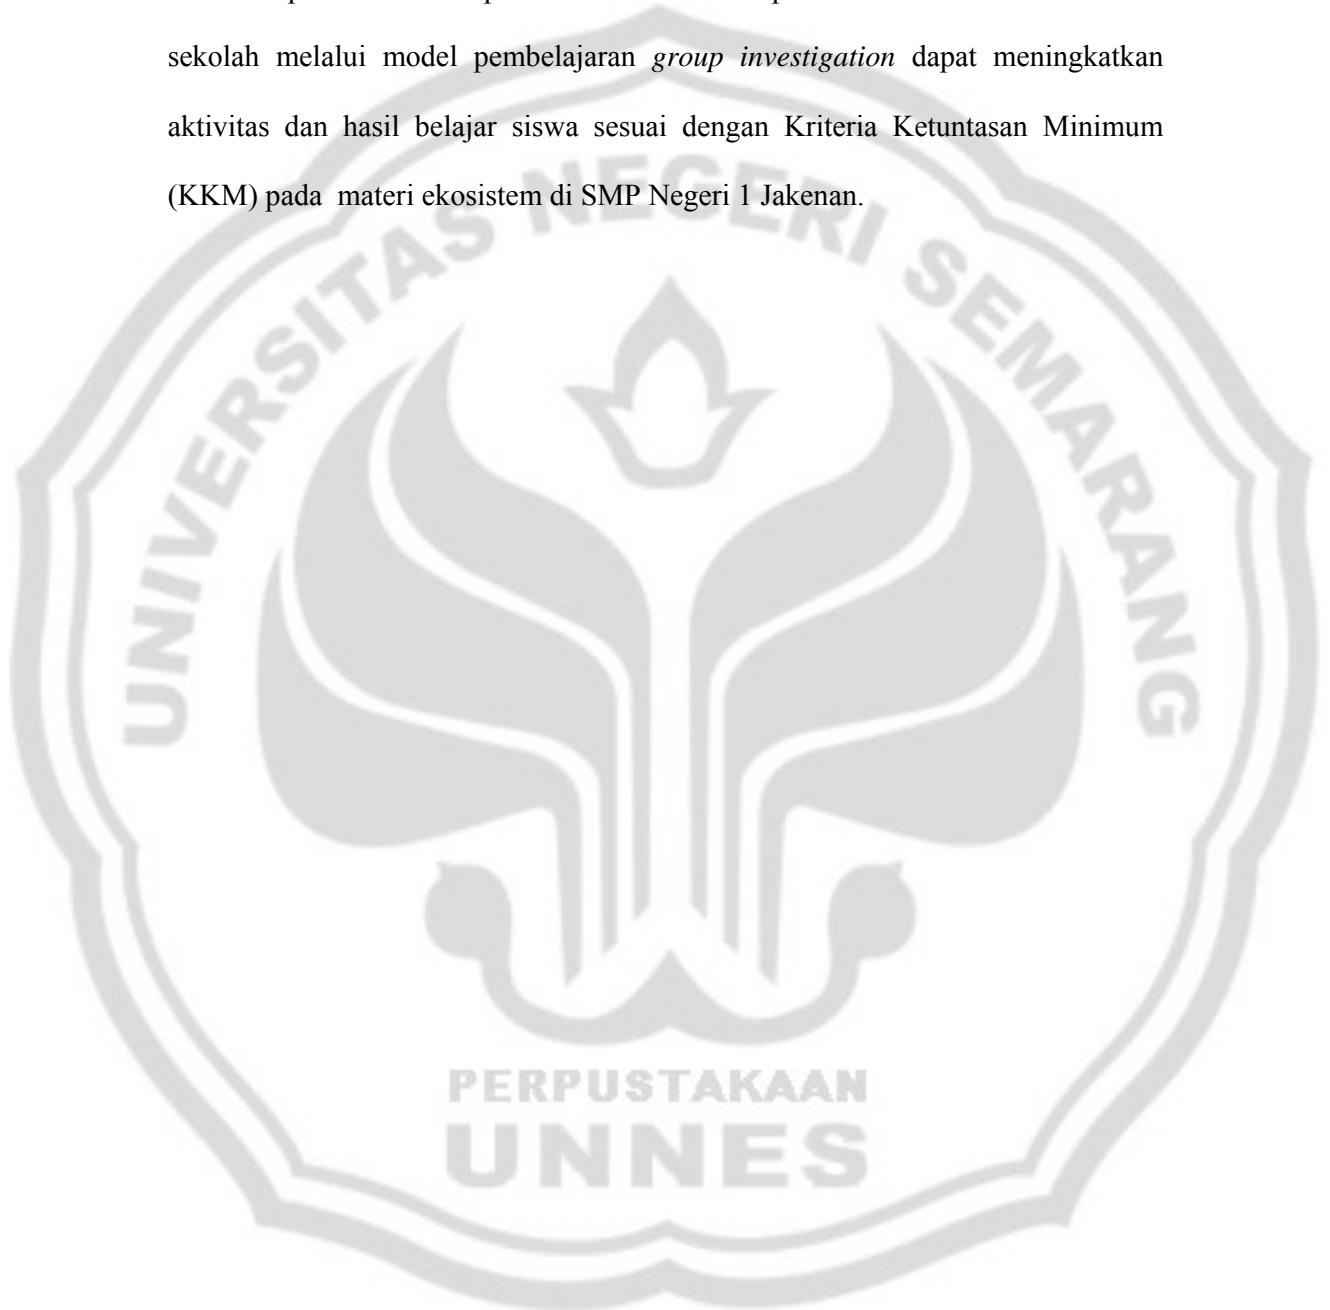 sekolah melalui model pembelajaran group investigation dapat meningkatkan
aktivitas dan hasil belajar siswa sesuai dengan Kriteria Ketuntasan Minimum
(KKM) pada materi ekosistem di SMP Negeri 1 Jakenan.
UNIVERSITAS NEGERI SEMARANG
PERPUSTAKAAN
UNNES